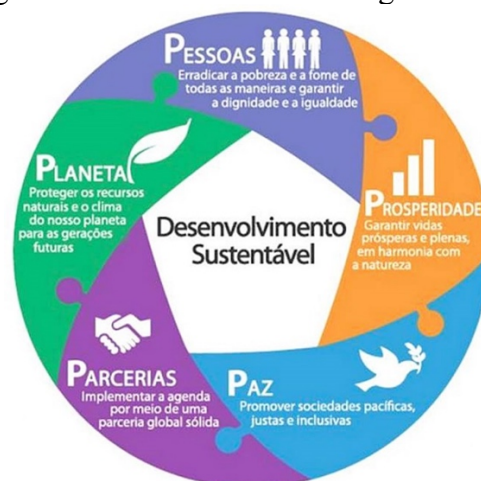 PESSOAS
Erradicar a pobreza e a fome de
todas as maneiras e garantir
a dignidade e a igualdade
PROSPERIDADE
Garantir vidas
prósperas e plenas,
em harmonia com
a natureza
PAZ
Promover sociedades pacíficas,
justas e inclusivas
PARCERIAS
Implementar a agenda
por meio de uma
parceria global sólida
PLANETA
Proteger os recursos
naturais e o clima
do nosso planeta
para as gerações
futuras
Desenvolvimento
Sustentável